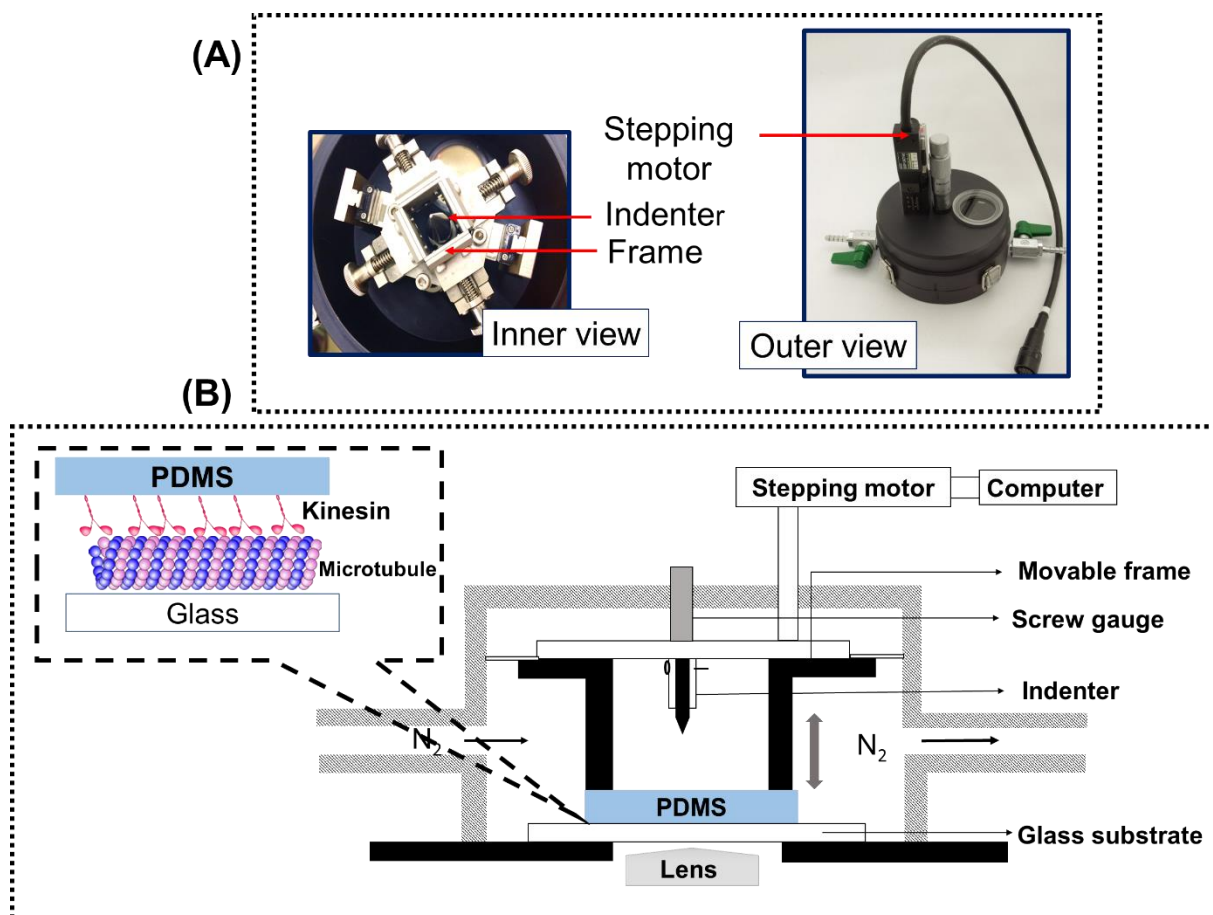 (A)
Stepping
motor
Indenter
Frame
Inner view
Outer view
(B)
PDMS
Kinesin
Microtubule
Glass
Stepping motor
Computer
Movable frame
Screw gauge
Indenter
N₂
N₂
PDMS
Glass substrate
Lens